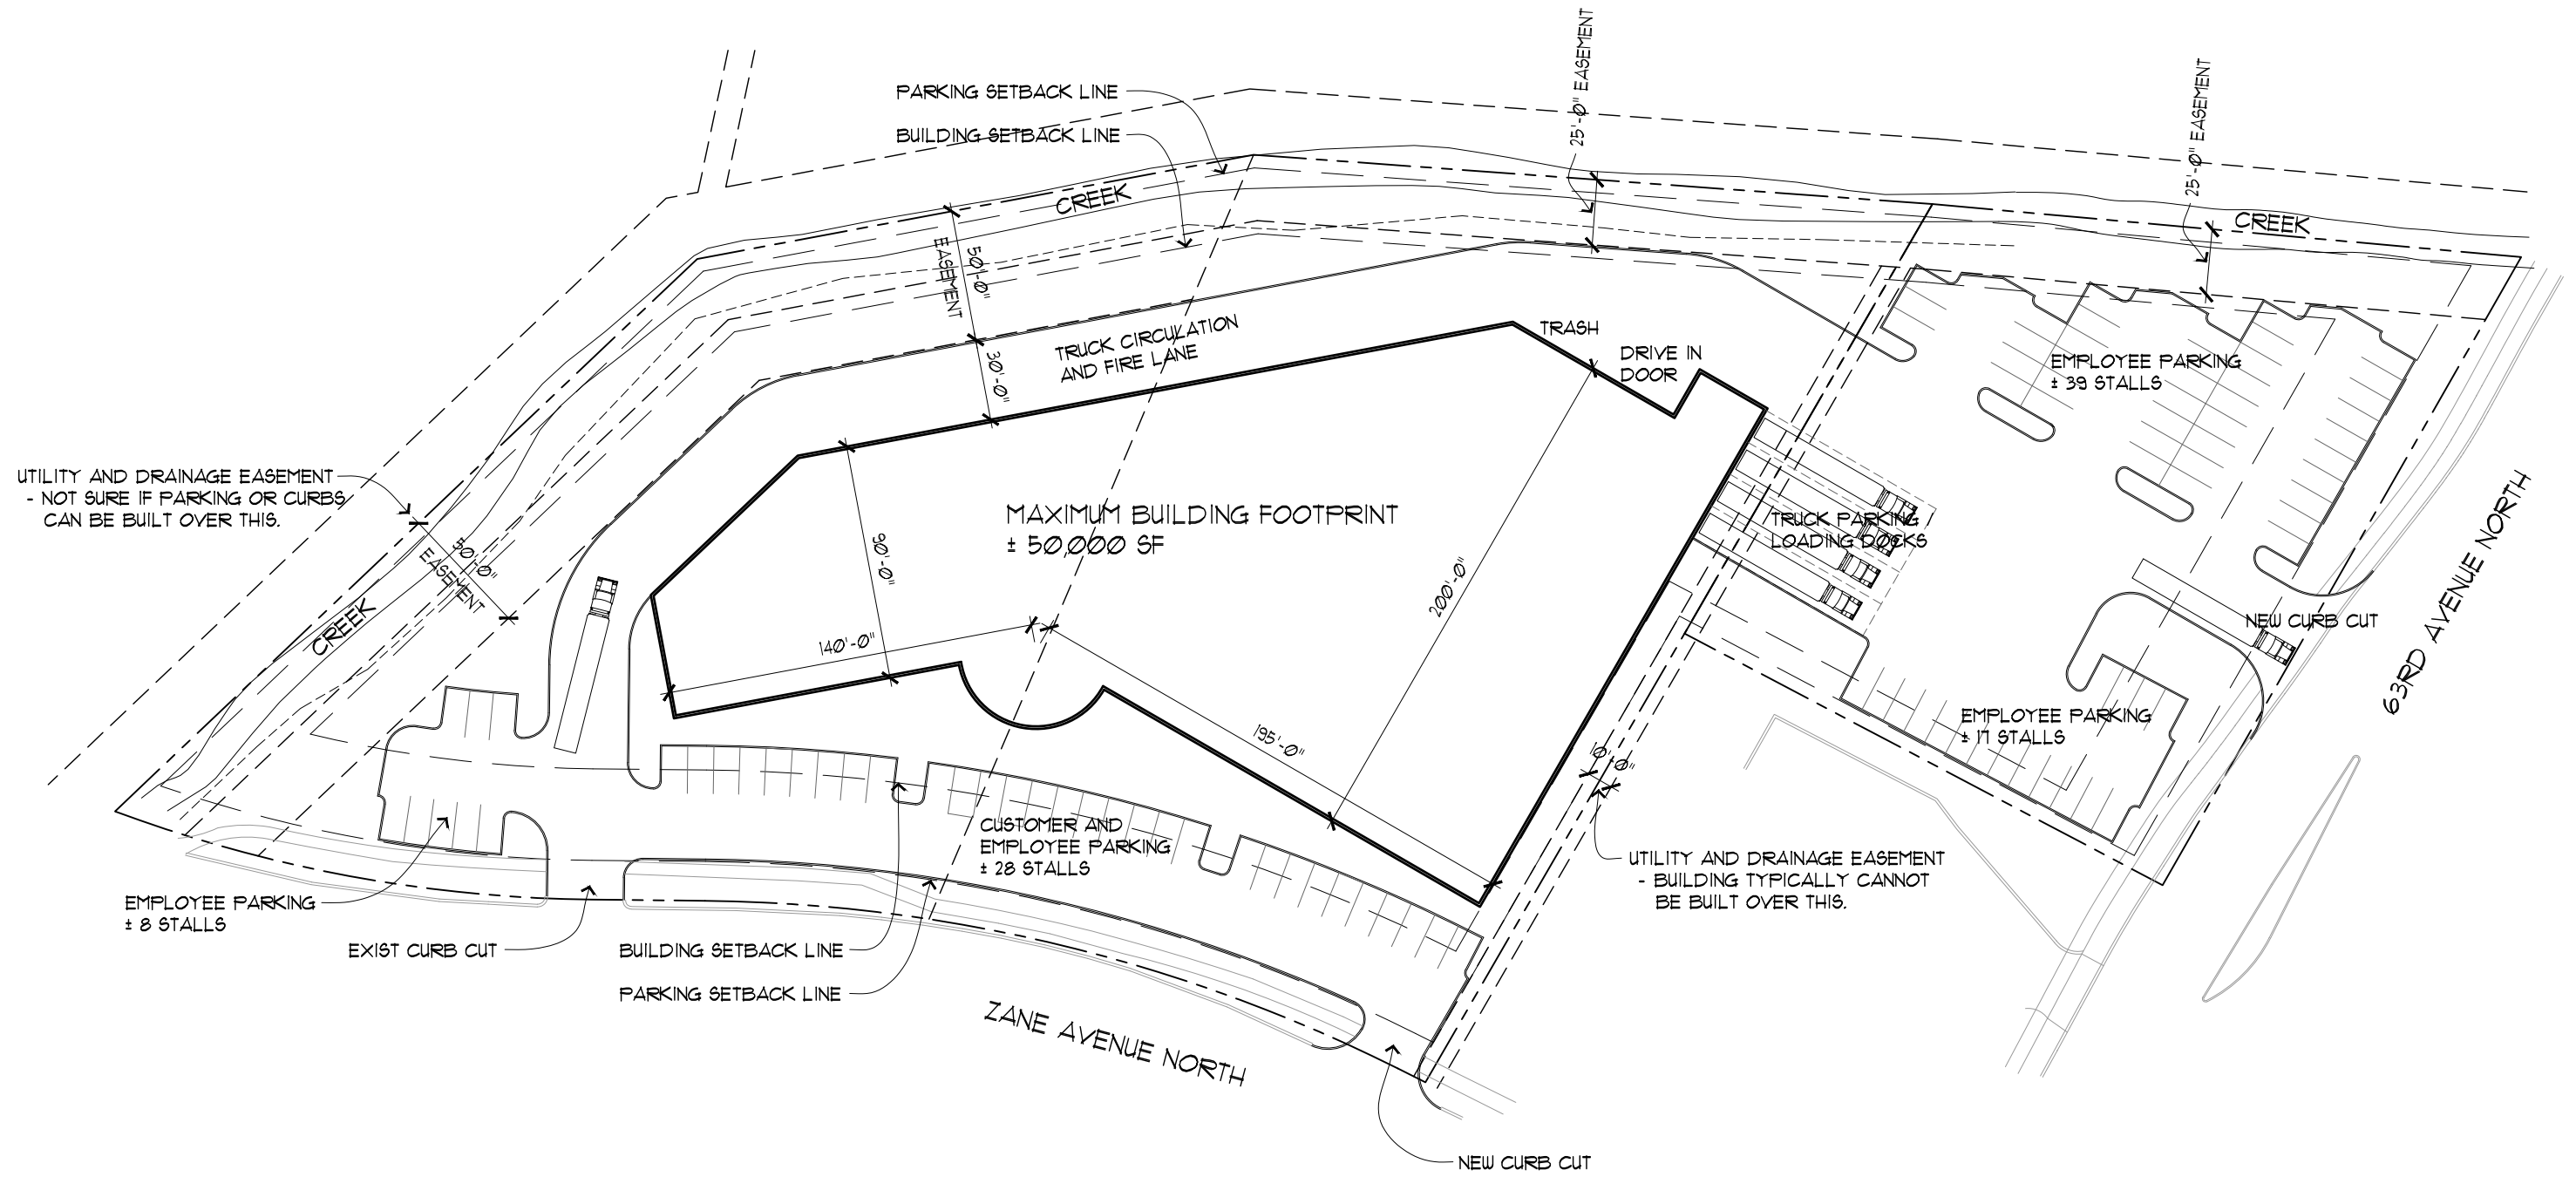 25'-0" EASEMENT
25'-0" EASEMENT
PARKING SETBACK LINE
BUILDING SETBACK LINE
CREEK
CREEK
50'-0"
EASEMENT
30'-0"
TRUCK CIRCULATION
AND FIRE LANE
TRASH
DRIVE IN
DOOR
EMPLOYEE PARKING
± 39 STALLS
UTILITY AND DRAINAGE EASEMENT
- NOT SURE IF PARKING OR CURBS
CAN BE BUILT OVER THIS.
50'-0"
EASEMENT
CREEK
MAXIMUM BUILDING FOOTPRINT
± 50,000 SF
90'-0"
140'-0"
200'-0"
195'-0"
TRUCK PARKING
LOADING DOCKS
NEW CURB CUT
63RD AVENUE NORTH
EMPLOYEE PARKING
± 17 STALLS
10'-0"
CUSTOMER AND
EMPLOYEE PARKING
± 28 STALLS
UTILITY AND DRAINAGE EASEMENT
- BUILDING TYPICALLY CANNOT
BE BUILT OVER THIS.
EMPLOYEE PARKING
± 8 STALLS
EXIST CURB CUT
BUILDING SETBACK LINE
PARKING SETBACK LINE
ZANE AVENUE NORTH
NEW CURB CUT